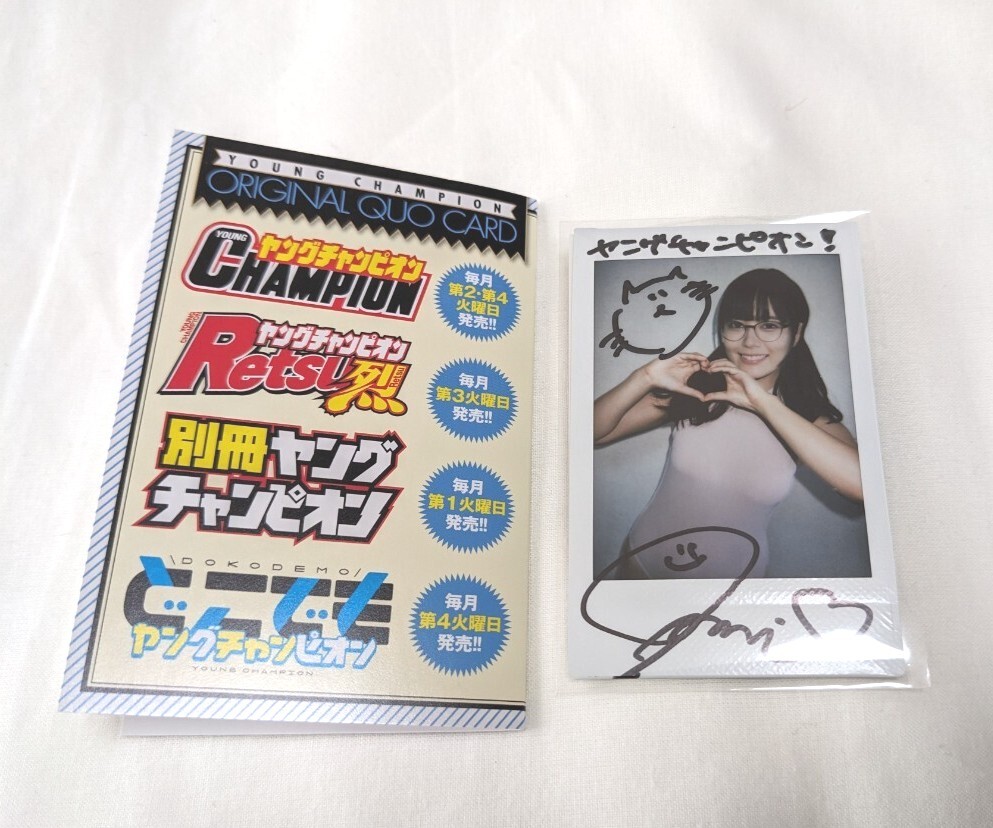 YOUNG CHAMPION
ORIGINAL QUO CARD
YOUNG
ヤングチャンピオン
CHAMPION
毎月
第2・第4
火曜日
発売!!
ヤングチャンピオン
Retsu烈
毎月
第3火曜日
発売!!
別冊ヤング
チャンピオン
毎月
第1火曜日
発売!!
\DOKODEMO/
どこでも
ヤングチャンピオン
YOUNG CHAMPION
毎月
第4火曜日
発売!!
ヤングチャンピオン!